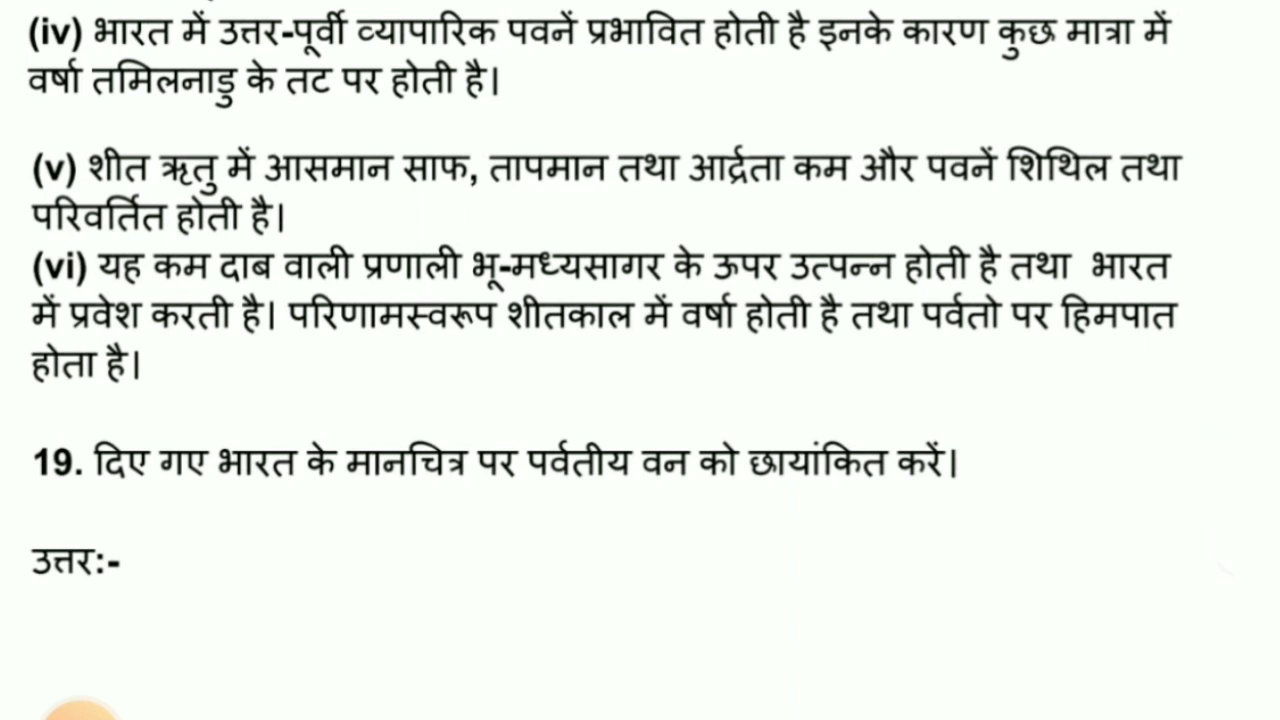 (iv) भारत में उत्तर-पूर्वी व्यापारिक पवनें प्रभावित होती है इनके कारण कुछ मात्रा में
वर्षा तमिलनाडु के तट पर होती है।
(v) शीत ऋतु में आसमान साफ, तापमान तथा आर्द्रता कम और पवनें शिथिल तथा
परिवर्तित होती है।
(vi) यह कम दाब वाली प्रणाली भू-मध्यसागर के ऊपर उत्पन्न होती है तथा भारत
में प्रवेश करती है। परिणामस्वरूप शीतकाल में वर्षा होती है तथा पर्वतो पर हिमपात
होता है।
19. दिए गए भारत के मानचित्र पर पर्वतीय वन को छायांकित करें।
उत्तर:-